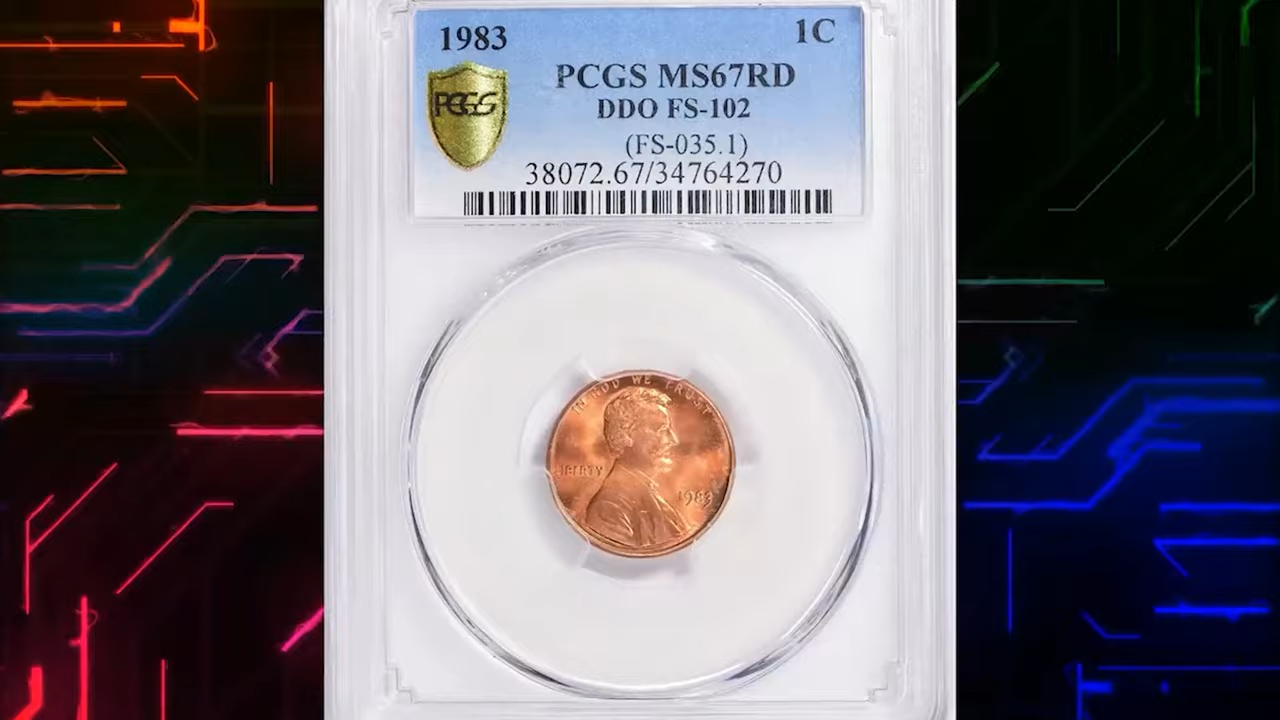 1983
1C
PCGS MS67RD
PCGS
DDO FS-102
(FS-035.1)
38072.67/34764270
IN GOD WE TRUST
LIBERTY
1983